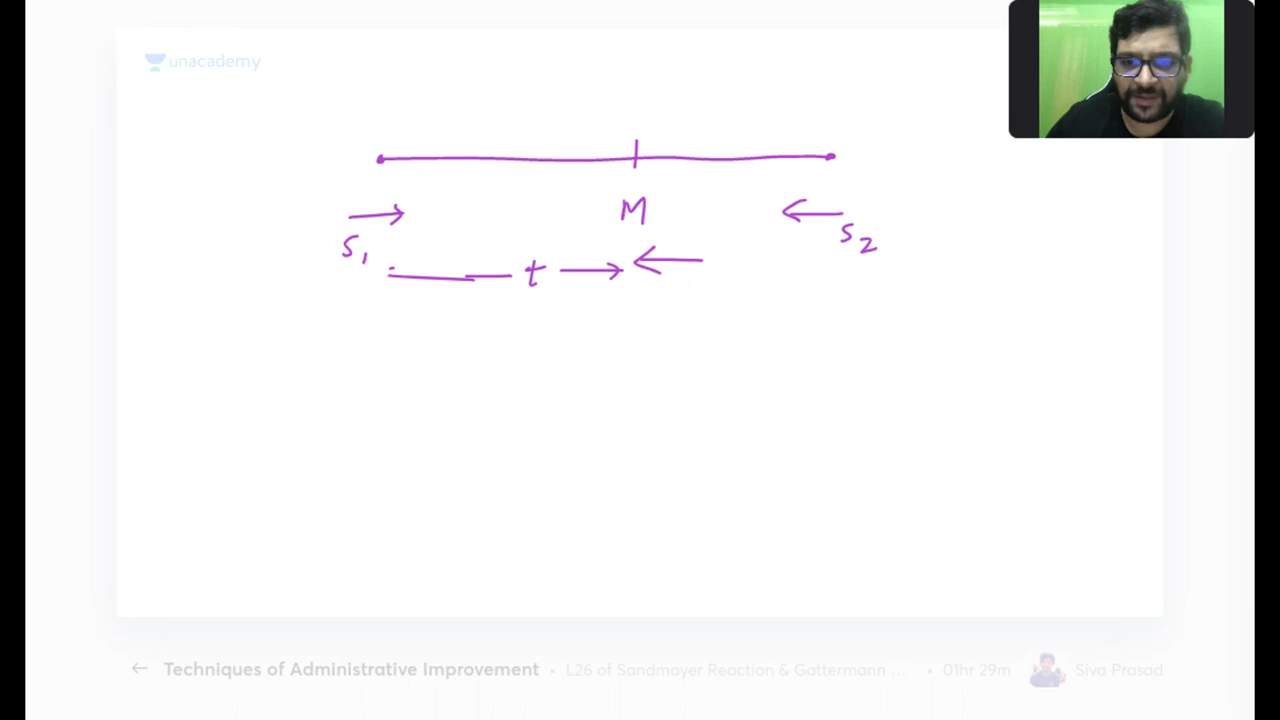 unacademy
M
S1
S2
t
Techniques of Administrative Improvement • L26 of Sandmayer Reaction & Gattermann ... • 01hr 29m Siva Prasad